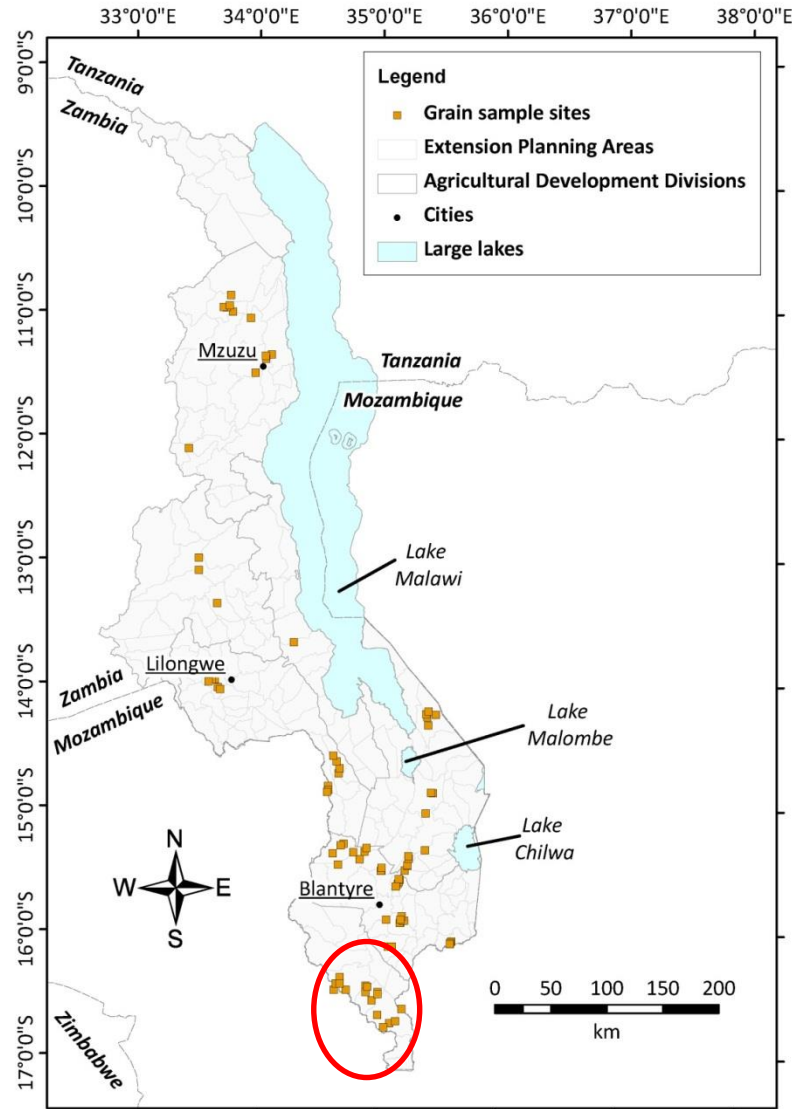 33°0'0"E 34°0'0"E 35°0'0"E 36°0'0"E 37°0'0"E 38°0'0"E
9°0'0"S
10°0'0"S
11°0'0"S
12°0'0"S
13°0'0"S
14°0'0"S
15°0'0"S
16°0'0"S
17°0'0"S
Tanzania
Zambia
Legend
Grain sample sites
Extension Planning Areas
Agricultural Development Divisions
Cities
Large lakes
Mzuzu
Tanzania
Mozambique
Lake
Malawi
Lilongwe
Zambia
Mozambique
Lake
Malombe
Lake
Chilwa
N
W E
S
Blantyre
0 50 100 150 200
km
Zimbabwe